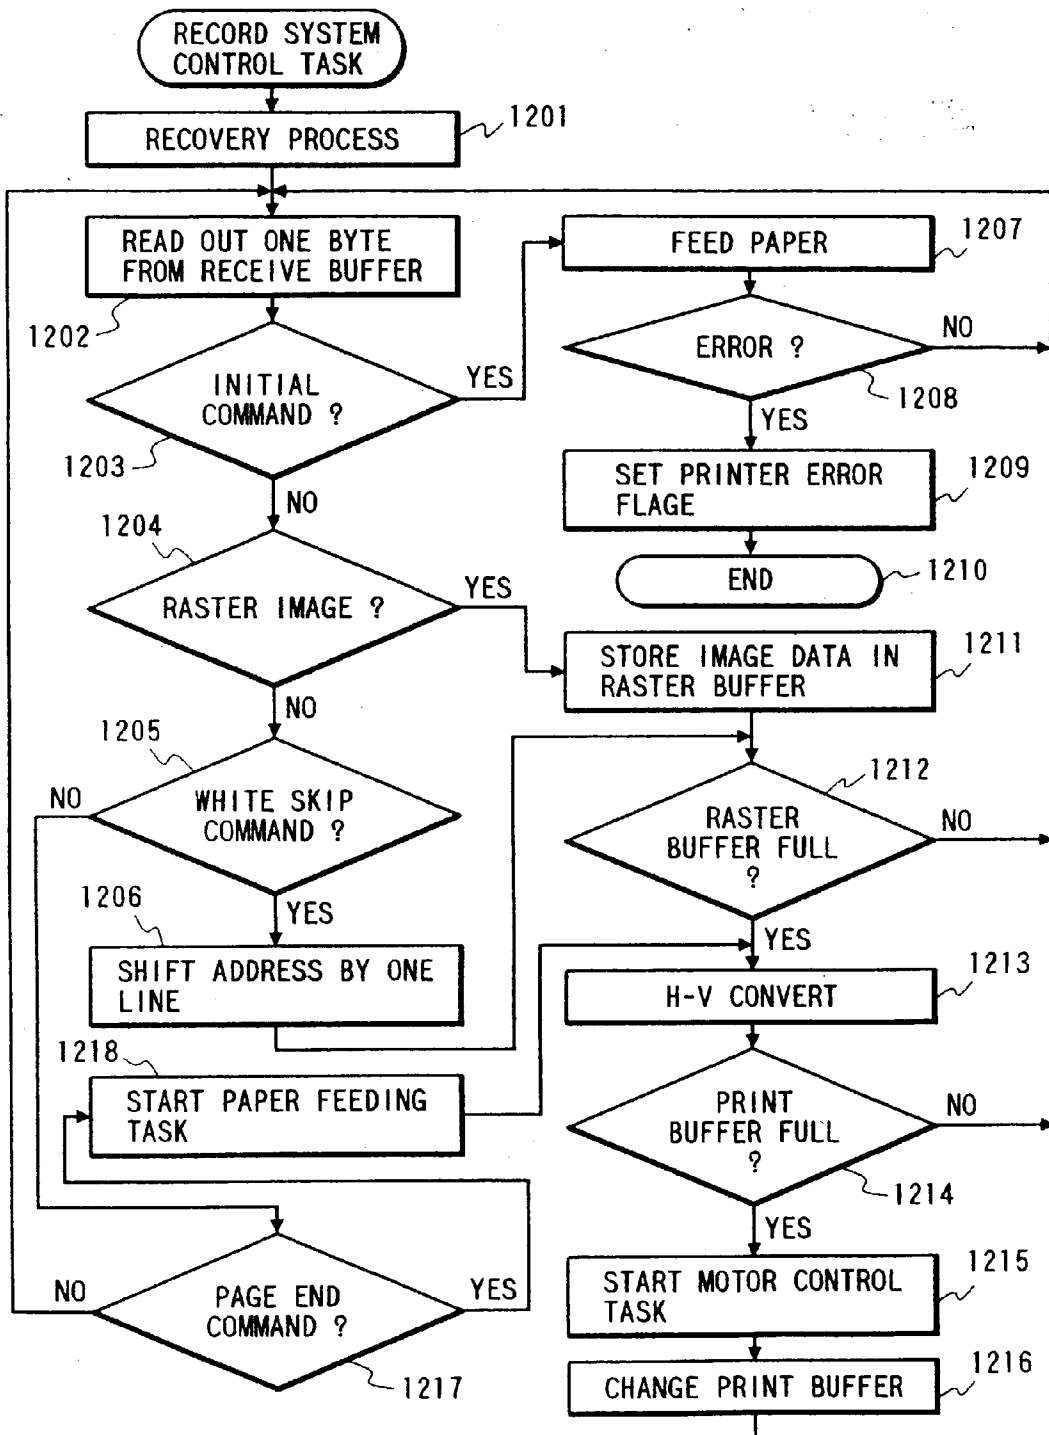 RECORD SYSTEM
CONTROL TASK
RECOVERY PROCESS
1201
READ OUT ONE BYTE
FROM RECEIVE BUFFER
1202
INITIAL
COMMAND ?
YES
1203
NO
1204
RASTER IMAGE ?
YES
NO
1205
NO
WHITE SKIP
COMMAND ?
1206
YES
SHIFT ADDRESS BY ONE
LINE
1218
START PAPER FEEDING
TASK
NO
PAGE END
COMMAND ?
YES
1217
FEED PAPER
1207
ERROR ?
NO
1208
YES
SET PRINTER ERROR
FLAGE
1209
END
1210
STORE IMAGE DATA IN
RASTER BUFFER
1211
1212
RASTER
BUFFER FULL
?
NO
YES
H-V CONVERT
1213
PRINT
BUFFER FULL
?
NO
1214
YES
START MOTOR CONTROL
TASK
1215
CHANGE PRINT BUFFER
1216